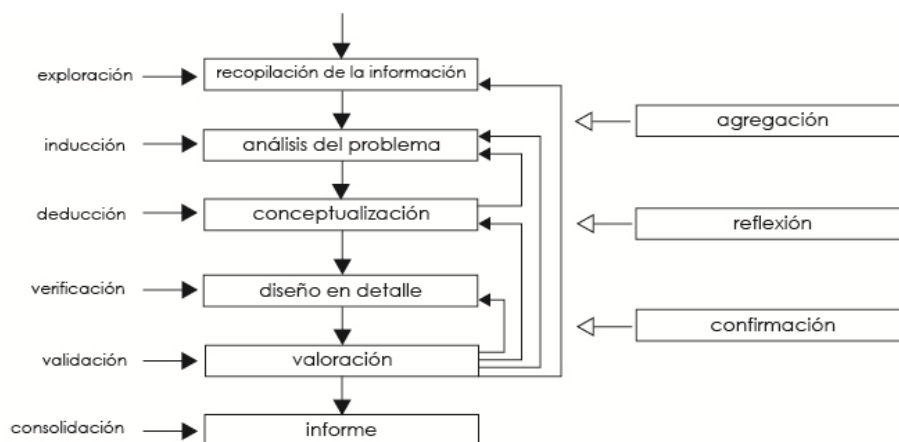 exploración
recopilación de la información
agregación
inducción
análisis del problema
deducción
conceptualización
reflexión
verificación
diseño en detalle
confirmación
validación
valoración
consolidación
informe